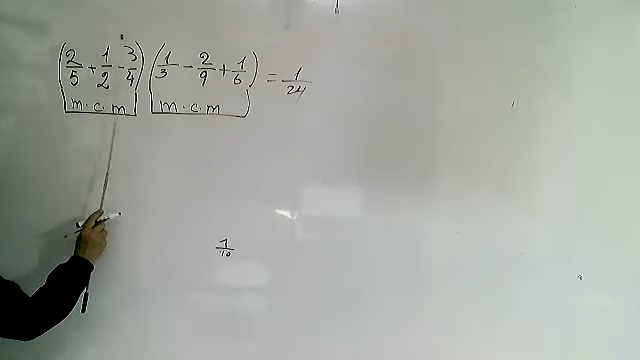 (2/5 + 1/2 - 3/4) (1/3 - 2/9 + 1/6) = 1/24
m.c.m m.c.m
1/10